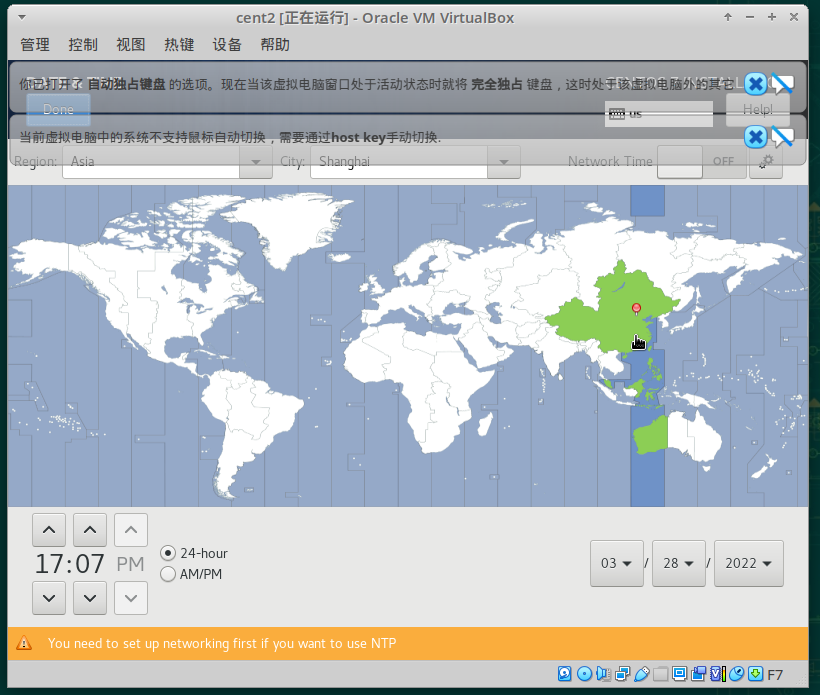 cent2 [正在运行] - Oracle VM VirtualBox
管理 控制 视图 热键 设备 帮助
DATE & TIME
你已打开了 自动独占键盘 的选项。现在当该虚拟电脑窗口处于活动状态时就将 完全独占 键盘，这时处于该虚拟电脑外的其它
Done
us
Help!
当前虚拟电脑中的系统不支持鼠标自动切换，需要通过host key手动切换.
Region: Asia City: Shanghai Network Time OFF
17:07 PM
24-hour
AM/PM
03 / 28 / 2022
You need to set up networking first if you want to use NTP
F7